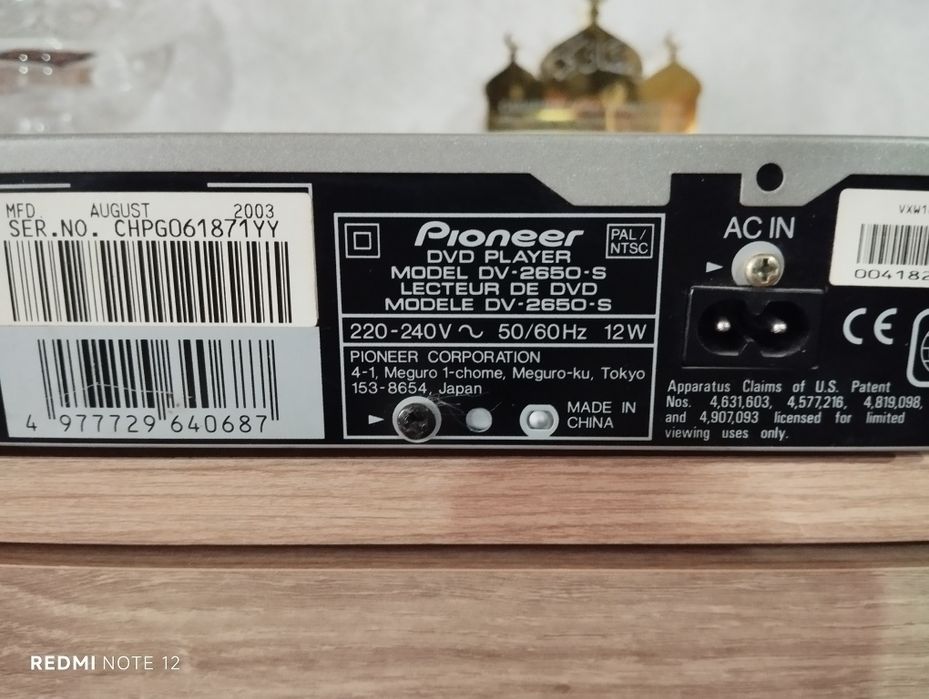 MFD. AUGUST 2003
SER.NO. CHPG061871YY
4 977729 640687
Pioneer
PAL/
NTSC
DVD PLAYER
MODEL DV-2650-S
LECTEUR DE DVD
MODELE DV-2650-S
220-240V ~ 50/60Hz 12W
PIONEER CORPORATION
4-1, Meguro 1-chome, Meguro-ku, Tokyo
153-8654, Japan
MADE IN
CHINA
AC IN
Apparatus Claims of U.S. Patent
Nos. 4,631,603, 4,577,216, 4,819,098,
and 4,907,093 licensed for limited
viewing uses only.
CE
VXW1
004182
REDMI NOTE 12